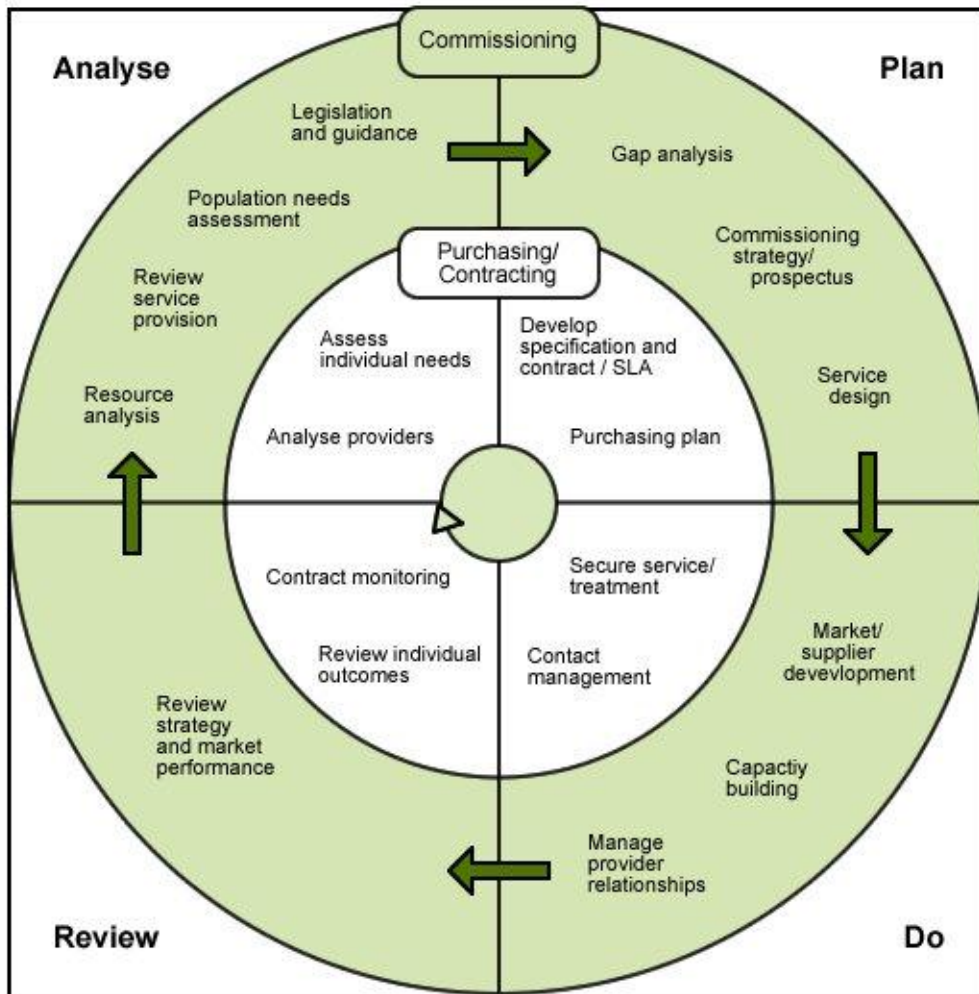 Commissioning
Analyse
Plan
Legislation
and guidance
Gap analysis
Population needs
assessment
Commissioning
strategy/
prospectus
Review
service
provision
Service
design
Resource
analysis
Purchasing/
Contracting
Assess
individual needs
Develop
specification and
contract / SLA
Analyse providers
Purchasing plan
Contract monitoring
Secure service/
treatment
Review individual
outcomes
Contact
management
Market/
supplier
devevlopment
Review
strategy
and market
performance
Capactiy
building
Manage
provider
relationships
Review
Do